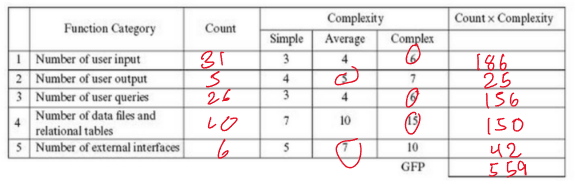 Function Category Count Complexity Count × Complexity
Simple Average Complex
1 Number of user input 31 3 4 6 186
2 Number of user output 5 4 5 7 25
3 Number of user queries 26 3 4 6 156
4 Number of data files and relational tables 10 7 10 15 150
5 Number of external interfaces 6 5 7 10 42
GFP 559